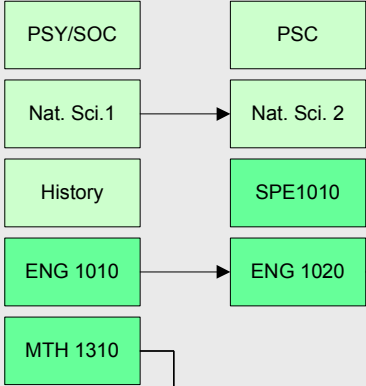 PSY/SOC
PSC
Nat. Sci.1
Nat. Sci. 2
History
SPE1010
ENG 1010
ENG 1020
MTH 1310